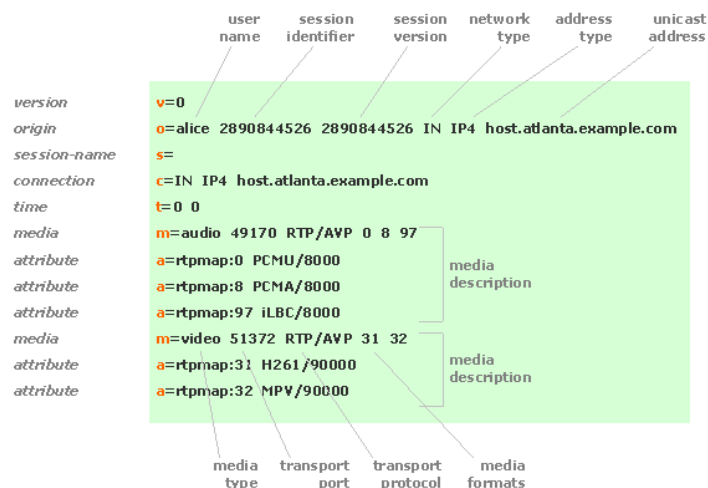 user name
session identifier
session version
network type
address type
unicast address
version v=0
origin o=alice 2890844526 2890844526 IN IP4 host.atlanta.example.com
session-name s=
connection c=IN IP4 host.atlanta.example.com
time t=0 0
media m=audio 49170 RTP/AVP 0 8 97
attribute a=rtpmap:0 PCMU/8000
attribute a=rtpmap:8 PCMA/8000
attribute a=rtpmap:97 iLBC/8000
media description
media m=video 51372 RTP/AVP 31 32
attribute a=rtpmap:31 H261/90000
attribute a=rtpmap:32 MPV/90000
media description
media type
transport port
transport protocol
media formats